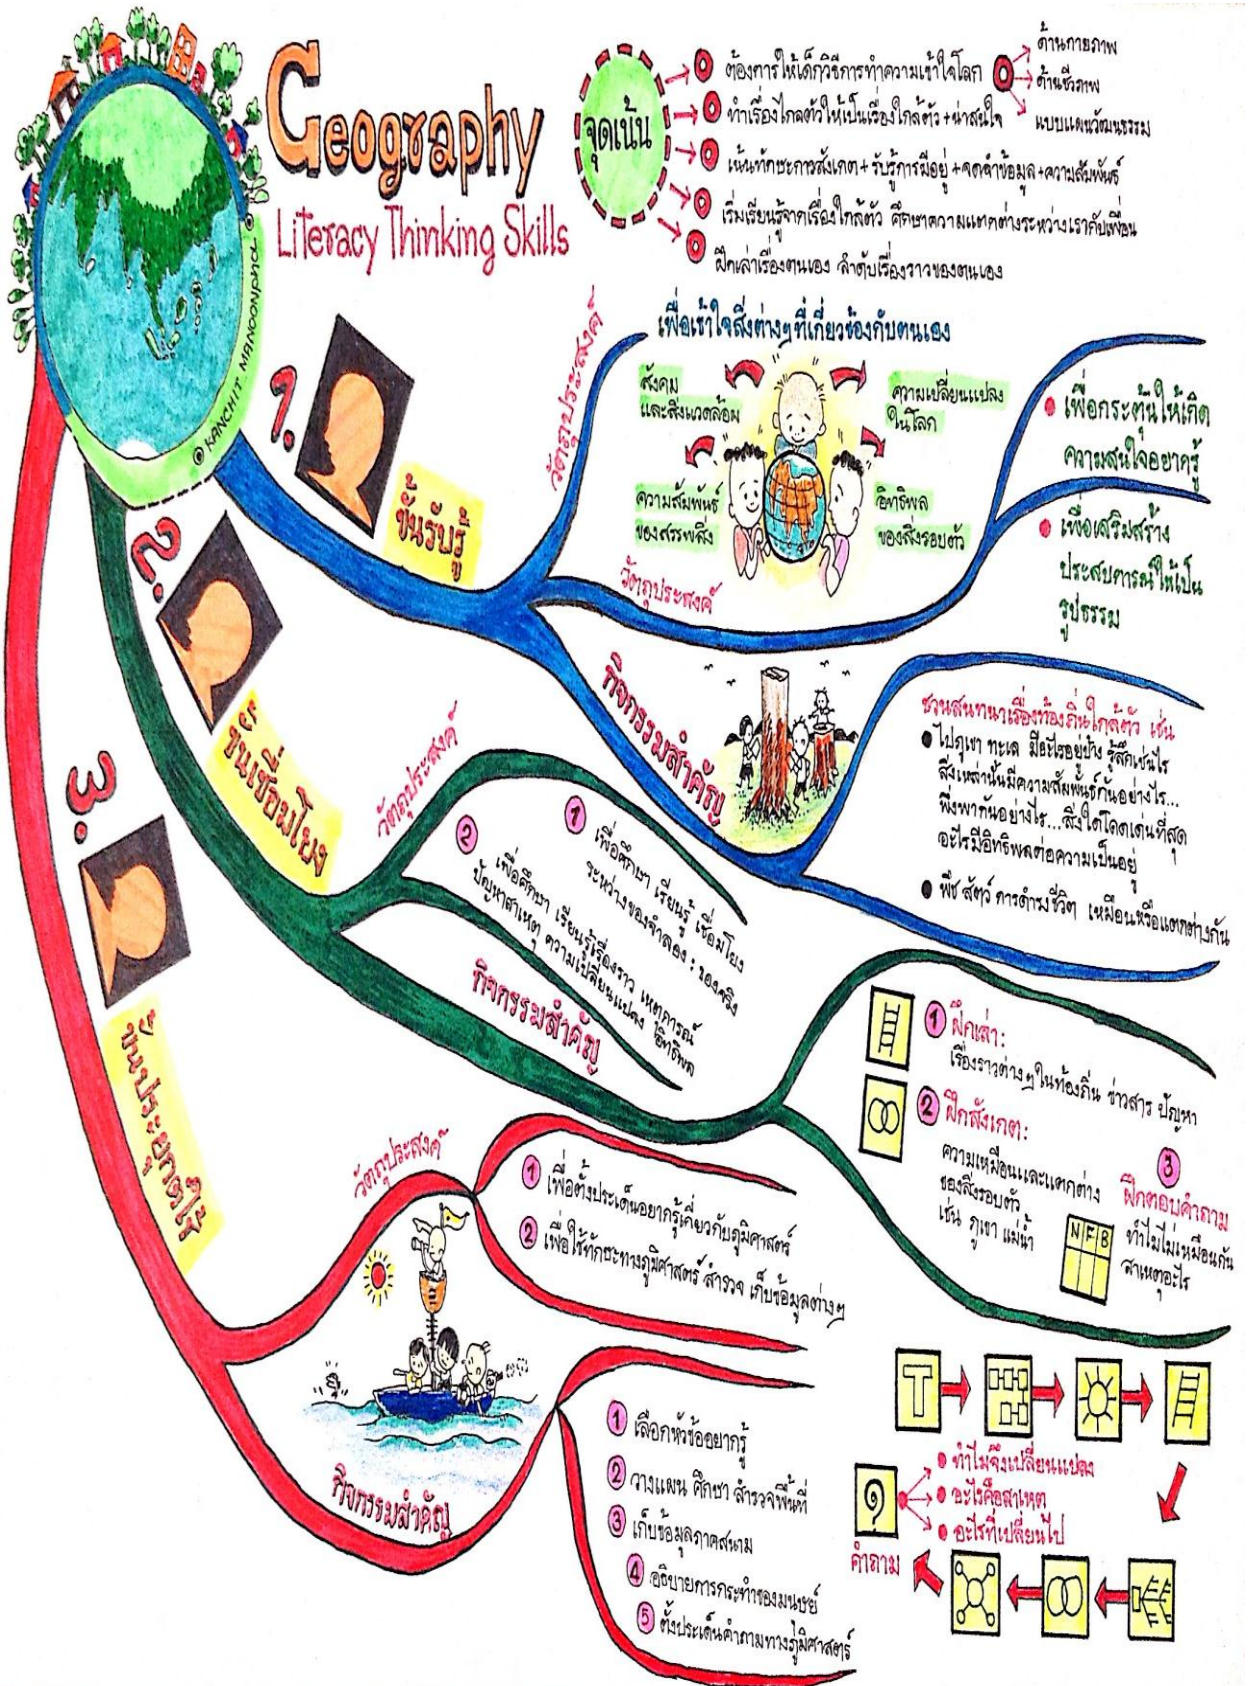 Geography
Literacy Thinking Skills
© KANCHIT MANOONPHOL ©
จุดเน้น
ต้องการให้เด็กวิธีการทำความเข้าใจโลก
ด้านกายภาพ
ด้านชีวภาพ
แบบแผนวัฒนธรรม
ทำเรื่องไกลตัวให้เป็นเรื่องใกล้ตัว + น่าสนใจ
เน้นทักษะการสังเกต + รับรู้การมีอยู่ + จดจำข้อมูล + ความสัมพันธ์
เริ่มเรียนรู้จากเรื่องใกล้ตัว ศึกษาความแตกต่างระหว่างเรากับเพื่อน
ฝึกเล่าเรื่องตนเอง ลำดับเรื่องราวของตนเอง
1.
ขั้นรับรู้
วัตถุประสงค์
เพื่อเข้าใจสิ่งต่างๆที่เกี่ยวข้องกับตนเอง
สังคม
และสิ่งแวดล้อม
ความเปลี่ยนแปลง
ในโลก
ความสัมพันธ์
ของสรรพสิ่ง
อิทธิพล
ของสิ่งรอบตัว
วัตถุประสงค์
เพื่อกระตุ้นให้เกิด
ความสนใจอยากรู้
เพื่อเสริมสร้าง
ประสบการณ์ให้เป็น
รูปธรรม
กิจกรรมสำคัญ
ชวนสนทนาเรื่องท้องถิ่นใกล้ตัว เช่น
ไปภูเขา ทะเล มีอะไรอยู่บ้าง รู้สึกเช่นไร
สิ่งเหล่านั้นมีความสัมพันธ์กันอย่างไร...
พึ่งพากันอย่างไร...สิ่งใดโดดเด่นที่สุด
อะไรมีอิทธิพลต่อความเป็นอยู่
พืช สัตว์ การดำรงชีวิต เหมือนหรือแตกต่างกัน
2.
ขั้นเชื่อมโยง
วัตถุประสงค์
1 เพื่อศึกษา เรียนรู้ เชื่อมโยง
ระหว่างของจำลอง : ของจริง
2 เพื่อศึกษา เรียนรู้เรื่องราว เหตุการณ์
ปัญหาสาเหตุ ความเปลี่ยนแปลง อิทธิพล
กิจกรรมสำคัญ
1 ฝึกเล่า:
เรื่องราวต่างๆในท้องถิ่น ข่าวสาร ปัญหา
2 ฝึกสังเกต:
ความเหมือนและแตกต่าง
ของสิ่งรอบตัว
เช่น ภูเขา แม่น้ำ
3
ฝึกตอบคำถาม
ทำไมไม่เหมือนกัน
สาเหตุอะไร
N F B
3.
ขั้นประยุกต์ใช้
วัตถุประสงค์
1 เพื่อตั้งประเด็นอยากรู้เกี่ยวกับภูมิศาสตร์
2 เพื่อใช้ทักษะทางภูมิศาสตร์ สำรวจ เก็บข้อมูลต่างๆ
กิจกรรมสำคัญ
1 เลือกหัวข้ออยากรู้
2 วางแผน ศึกษา สำรวจพื้นที่
3 เก็บข้อมูลภาคสนาม
4 อธิบายการกระทำของมนุษย์
5 ตั้งประเด็นคำถามทางภูมิศาสตร์
T
?
คำถาม
ทำไมจึงเปลี่ยนแปลง
อะไรคือสาเหตุ
อะไรที่เปลี่ยนไป